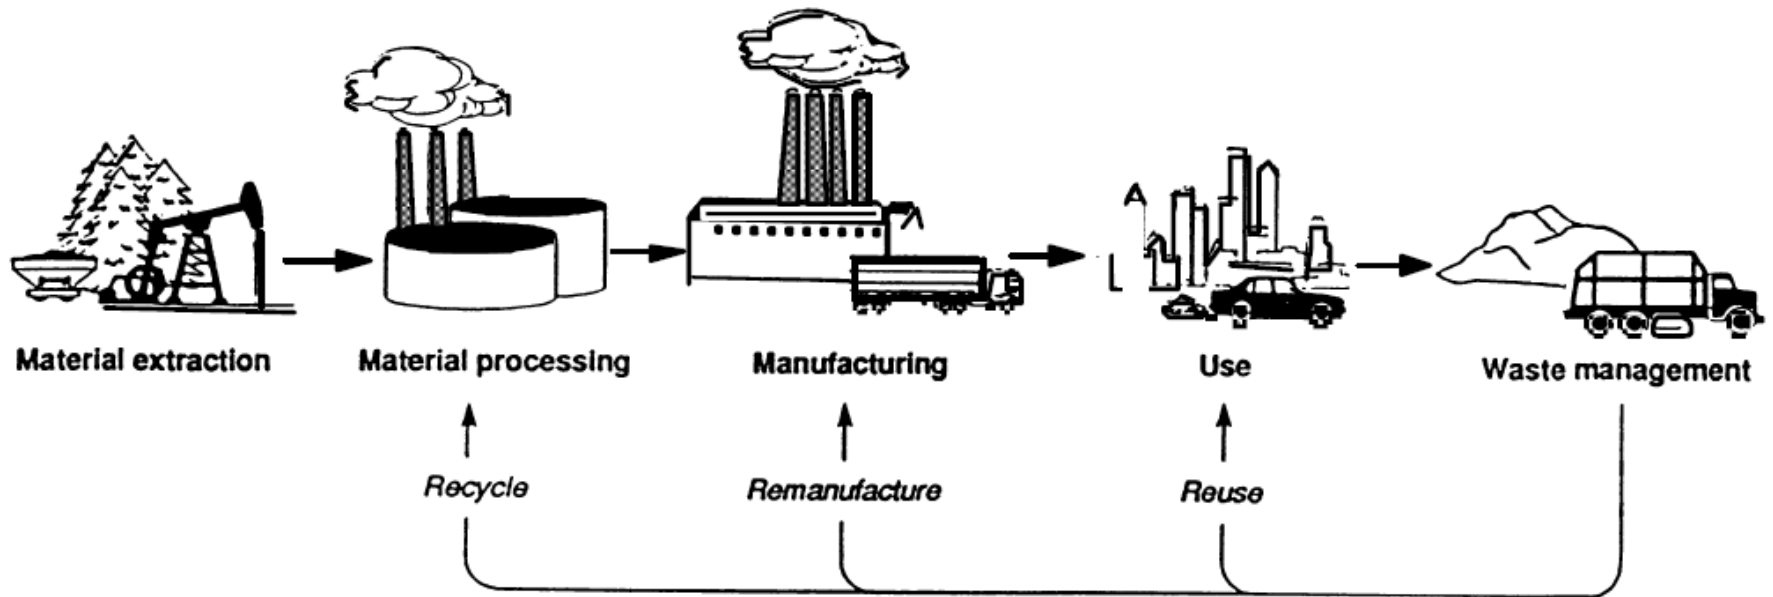 Material extraction
Material processing
Manufacturing
Use
Waste management
Recycle
Remanufacture
Reuse